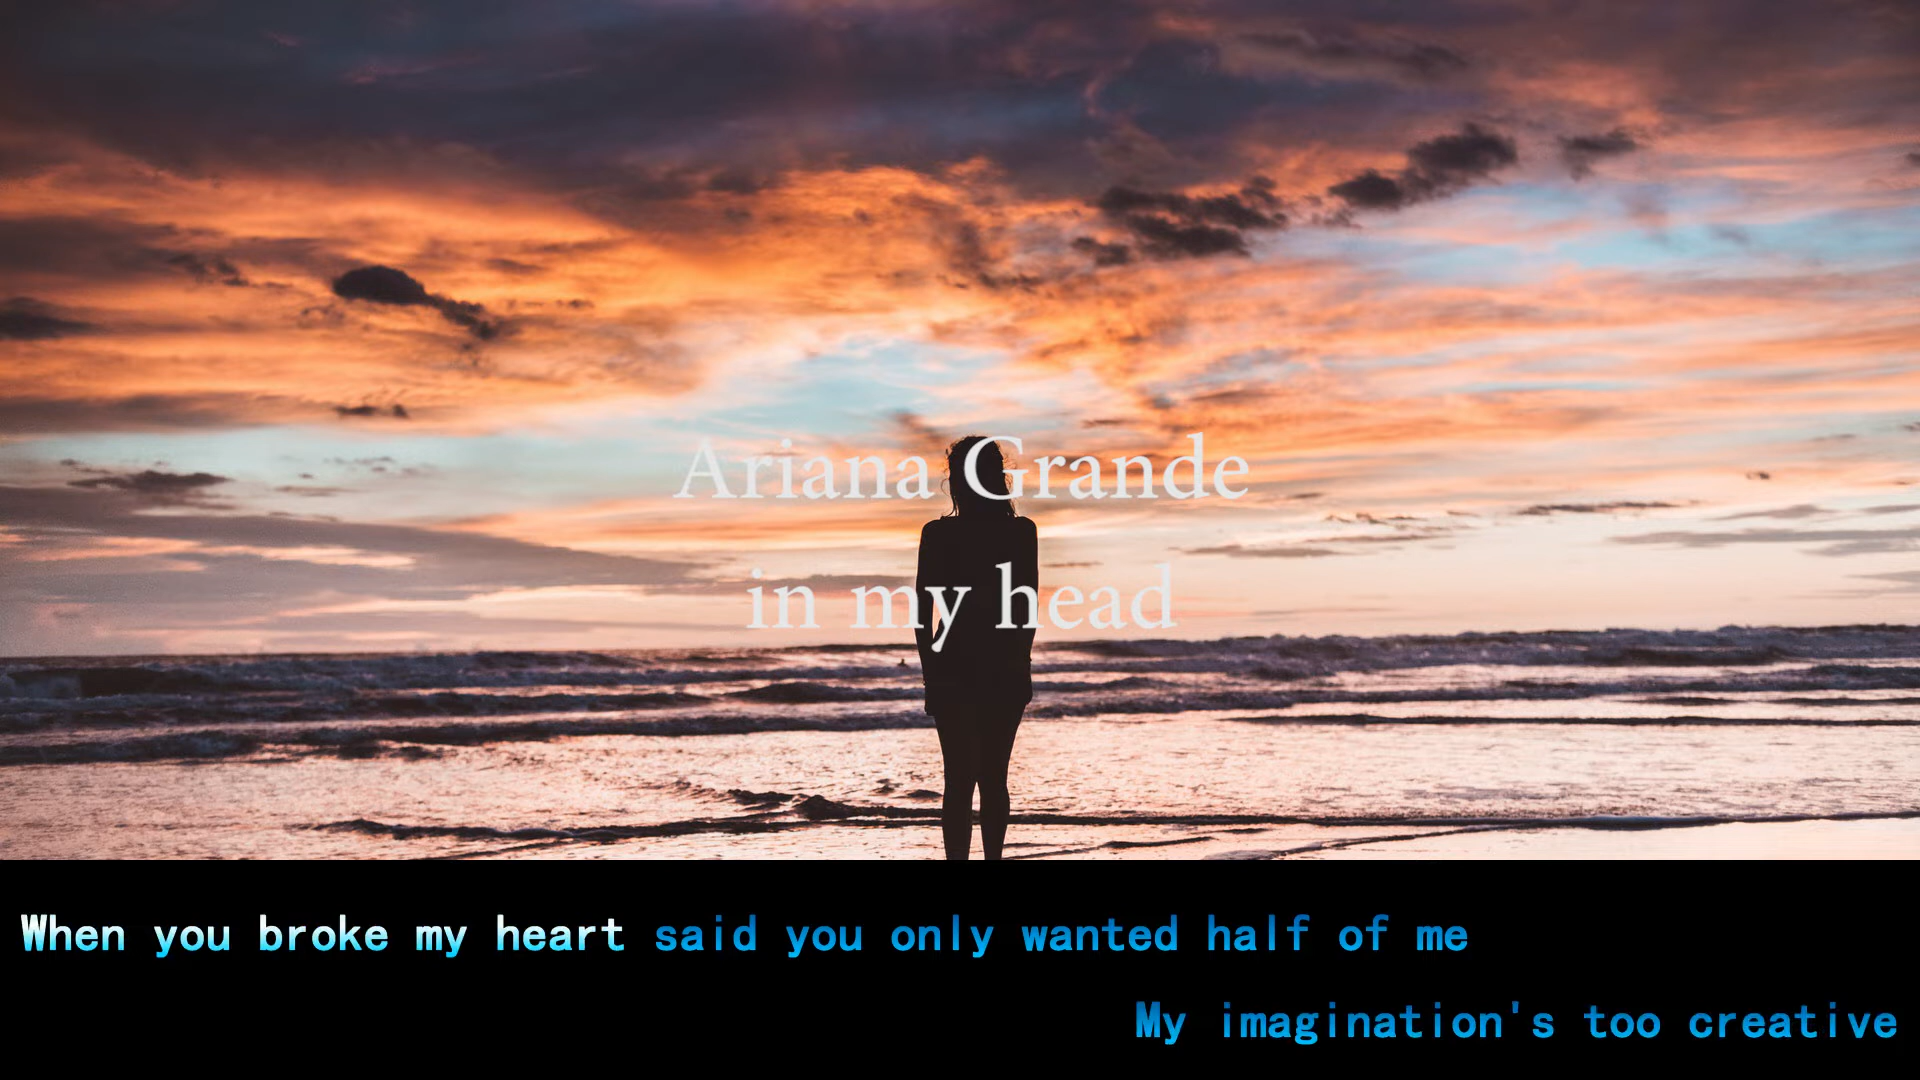 Ariana Grande
in my head
When you broke my heart said you only wanted half of me
My imagination's too creative